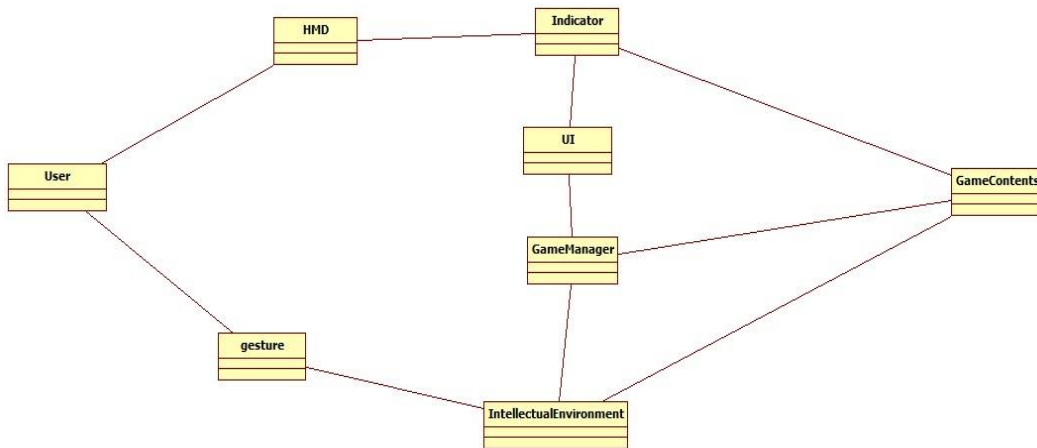 HMD
Indicator
UI
User
GameContents
GameManager
gesture
IntellectualEnvironment